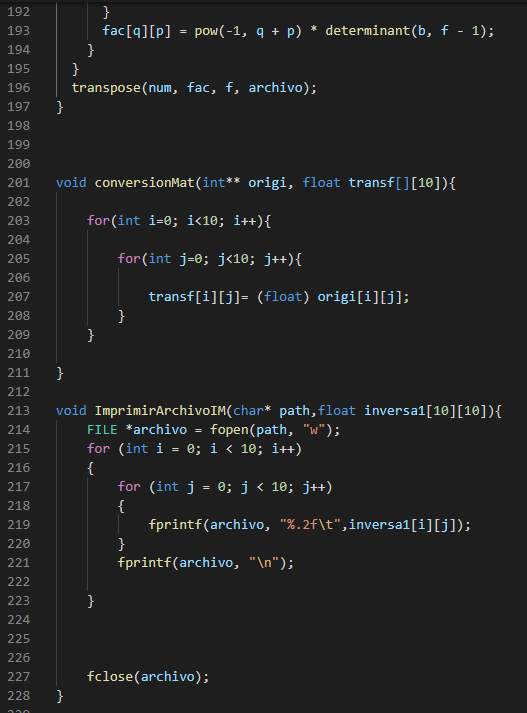 192 }
193 fac[q][p] = pow(-1, q + p) * determinant(b, f - 1);
194 }
195 }
196 transpose(num, fac, f, archivo);
197 }
198
199
200
201 void conversionMat(int** origi, float transf[][10]){
202
203 for(int i=0; i<10; i++){
204
205 for(int j=0; j<10; j++){
206
207 transf[i][j]= (float) origi[i][j];
208 }
209 }
210
211 }
212
213 void ImprimirArchivoIM(char* path,float inversa1[10][10]){
214 FILE *archivo = fopen(path, "w");
215 for (int i = 0; i < 10; i++)
216 {
217 for (int j = 0; j < 10; j++)
218 {
219 fprintf(archivo, "%.2f\t",inversa1[i][j]);
220 }
221 fprintf(archivo, "\n");
222
223 }
224
225
226
227 fclose(archivo);
228 }